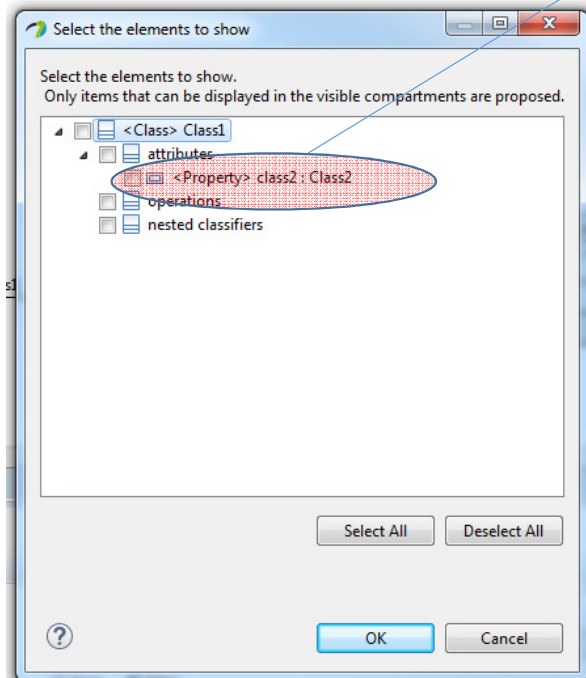 Select the elements to show
Select the elements to show.
Only items that can be displayed in the visible compartments are proposed.
<Class> Class1
attributes
<Property> class2 : Class2
operations
nested classifiers
s1
Select All
Deselect All
?
OK
Cancel